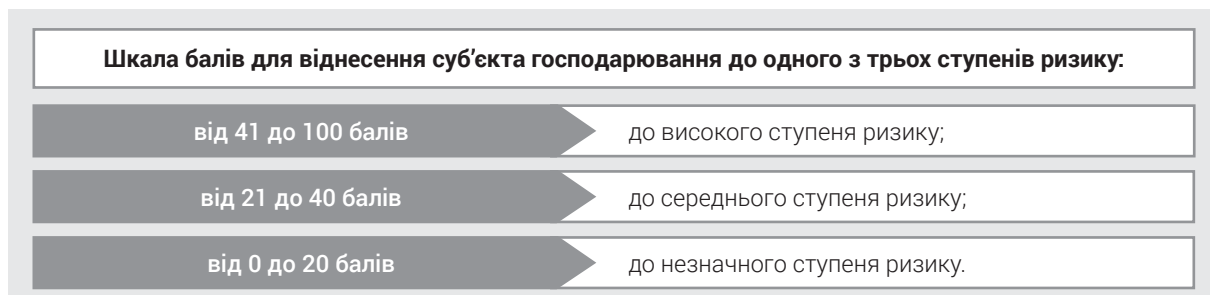 Шкала балів для віднесення суб’єкта господарювання до одного з трьох ступенів ризику:
від 41 до 100 балів до високого ступеня ризику;
від 21 до 40 балів до середнього ступеня ризику;
від 0 до 20 балів до незначного ступеня ризику.